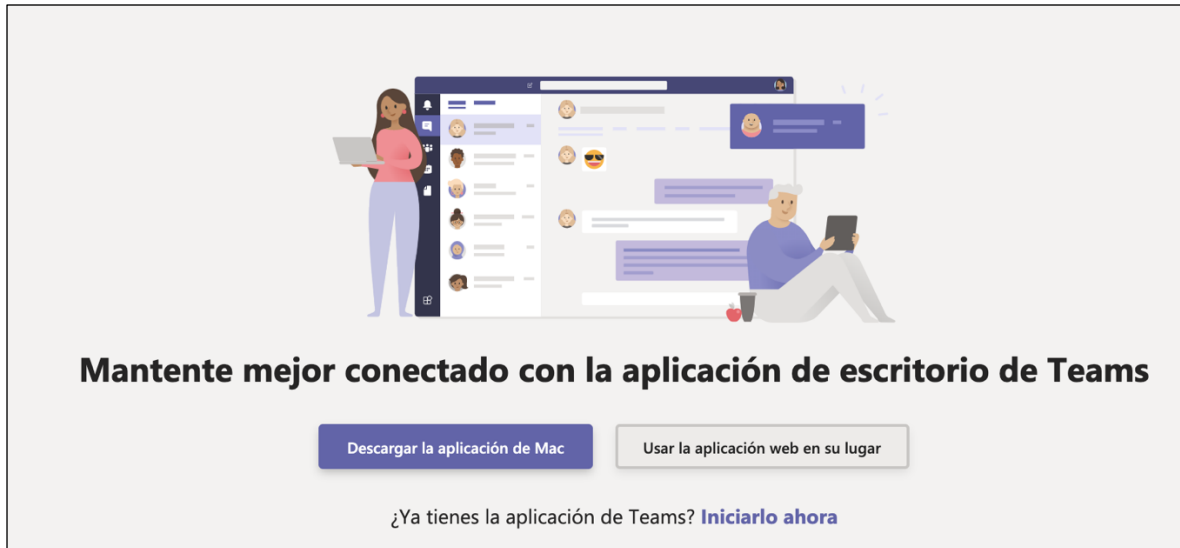 Mantente mejor conectado con la aplicación de escritorio de Teams
Descargar la aplicación de Mac
Usar la aplicación web en su lugar
¿Ya tienes la aplicación de Teams? Iniciarlo ahora